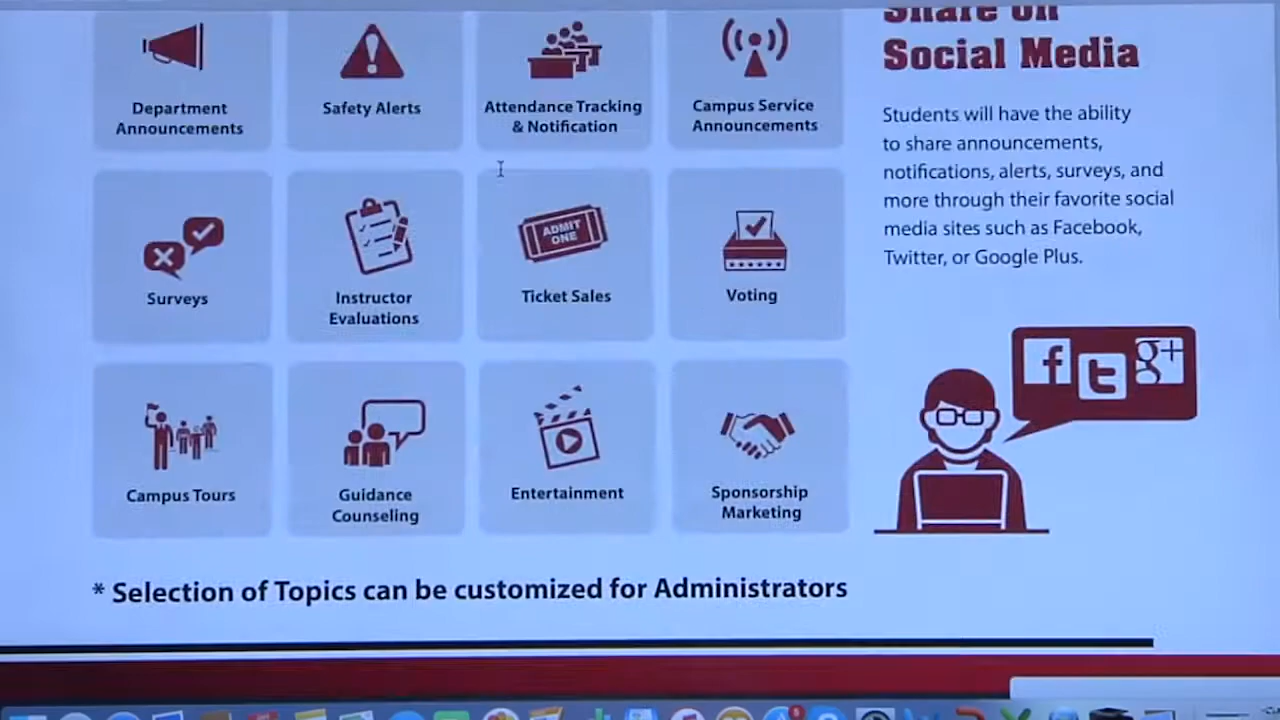 Department
Announcements
Safety Alerts
Attendance Tracking
& Notification
Campus Service
Announcements
Surveys
Instructor
Evaluations
ADMIT
ONE
Ticket Sales
Voting
Campus Tours
Guidance
Counseling
Entertainment
Sponsorship
Marketing
* Selection of Topics can be customized for Administrators
Share on
Social Media
Students will have the ability
to share announcements,
notifications, alerts, surveys, and
more through their favorite social
media sites such as Facebook,
Twitter, or Google Plus.
f
t
g+